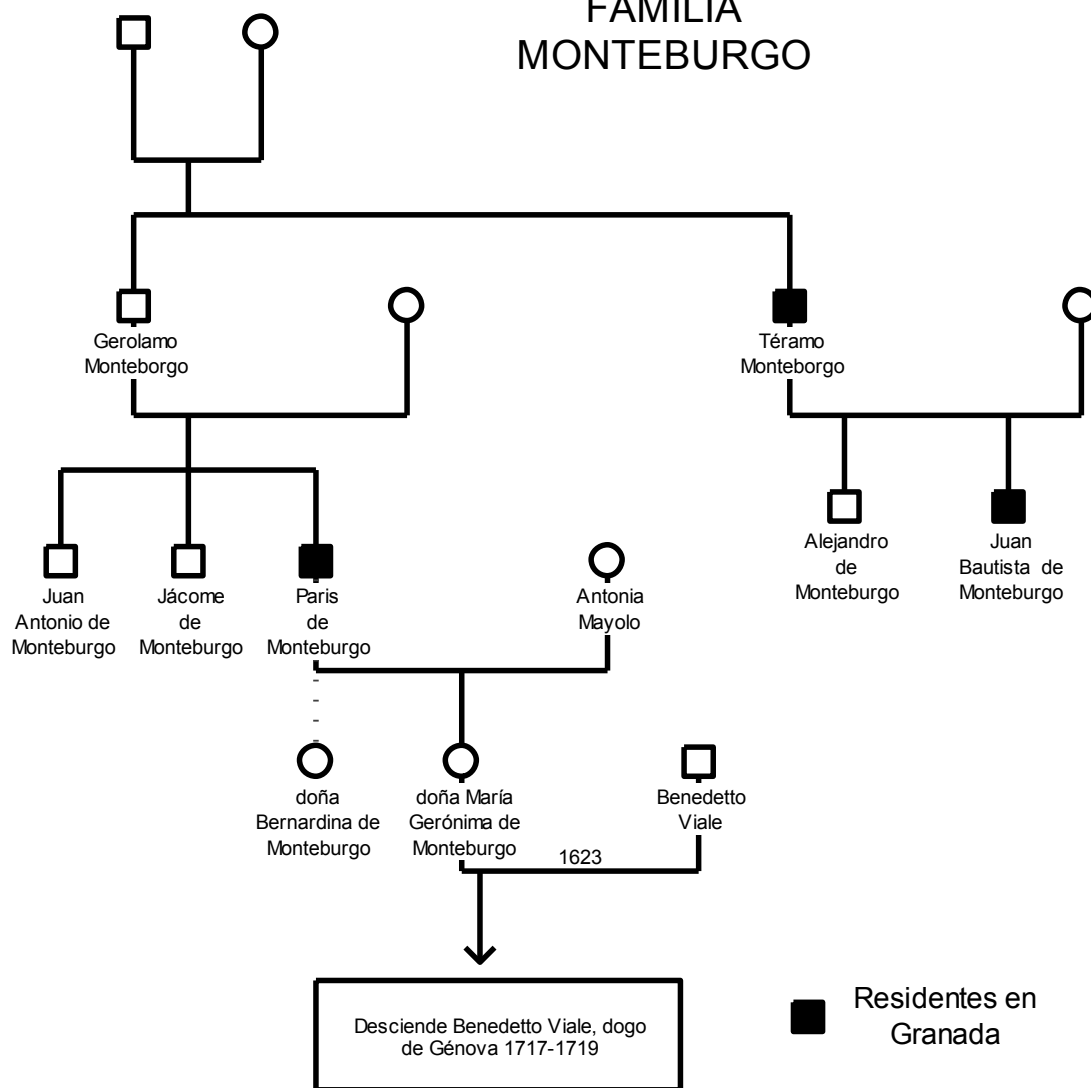 FAMILIA
MONTEBURGO
Gerolamo
Monteborgo
Téramo
Monteborgo
Alejandro
de
Monteburgo
Juan
Bautista de
Monteburgo
Juan
Antonio de
Monteburgo
Jácome
de
Monteburgo
Paris
de
Monteburgo
Antonia
Mayolo
doña
Bernardina de
Monteburgo
doña María
Gerónima de
Monteburgo
Benedetto
Viale
1623
Desciende Benedetto Viale, dogo
de Génova 1717-1719
Residentes en
Granada